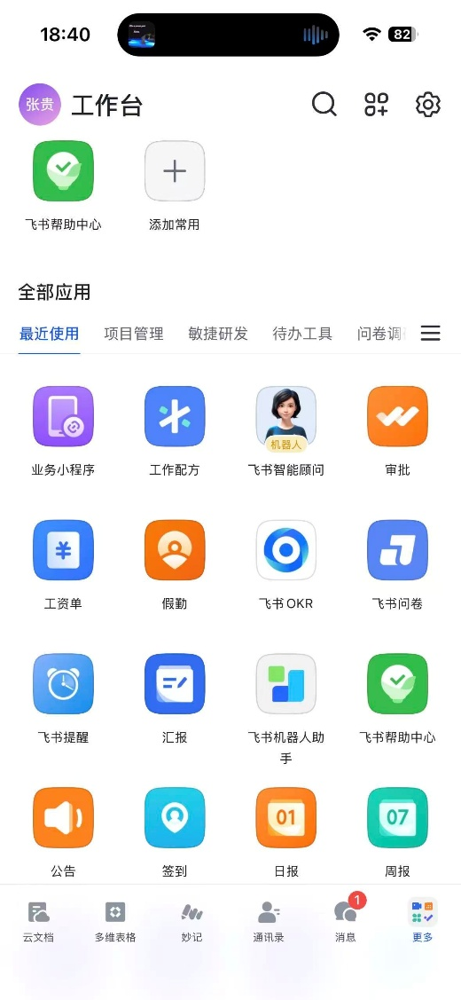 18:40
82
张贵
工作台
飞书帮助中心
添加常用
全部应用
最近使用 项目管理 敏捷研发 待办工具 问卷调
机器人
业务小程序 工作配方 飞书智能顾问 审批
工资单 假勤 飞书OKR 飞书问卷
飞书提醒 汇报 飞书机器人助 飞书帮助中心
手
01 07
公告 签到 日报 周报
1
云文档 多维表格 妙记 通讯录 消息 更多